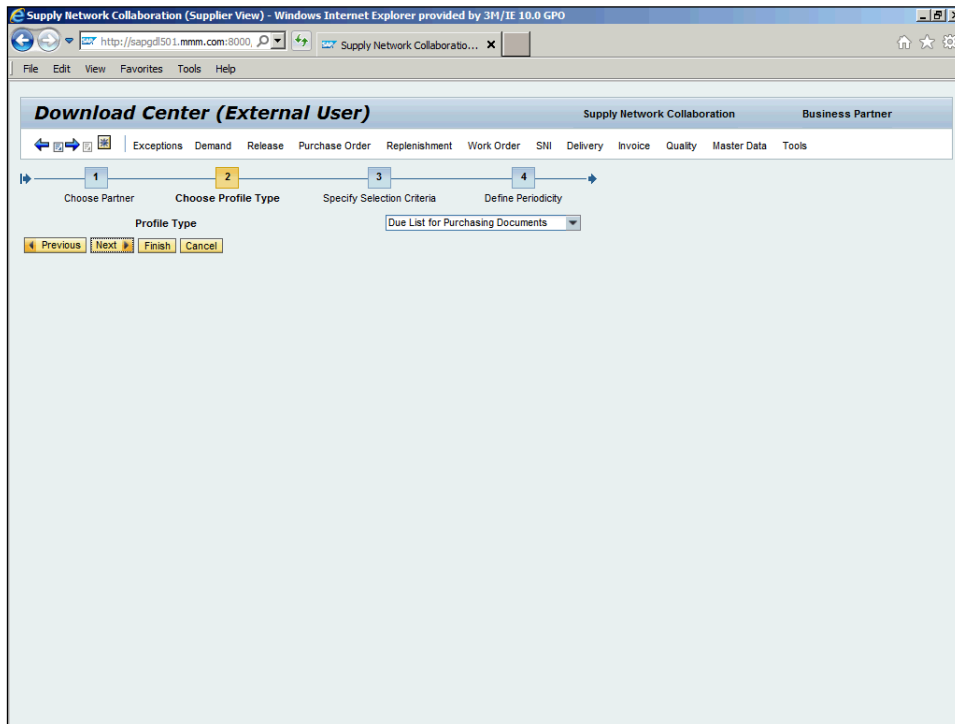 Supply Network Collaboration (Supplier View) - Windows Internet Explorer provided by 3M/IE 10.0 GPO
http://sapgdl501.mmm.com:8000, Supply Network Collaboratio...
File Edit View Favorites Tools Help
Download Center (External User) Supply Network Collaboration Business Partner
Exceptions Demand Release Purchase Order Replenishment Work Order SNI Delivery Invoice Quality Master Data Tools
1 2 3 4
Choose Partner Choose Profile Type Specify Selection Criteria Define Periodicity
Profile Type Due List for Purchasing Documents
Previous Next Finish Cancel